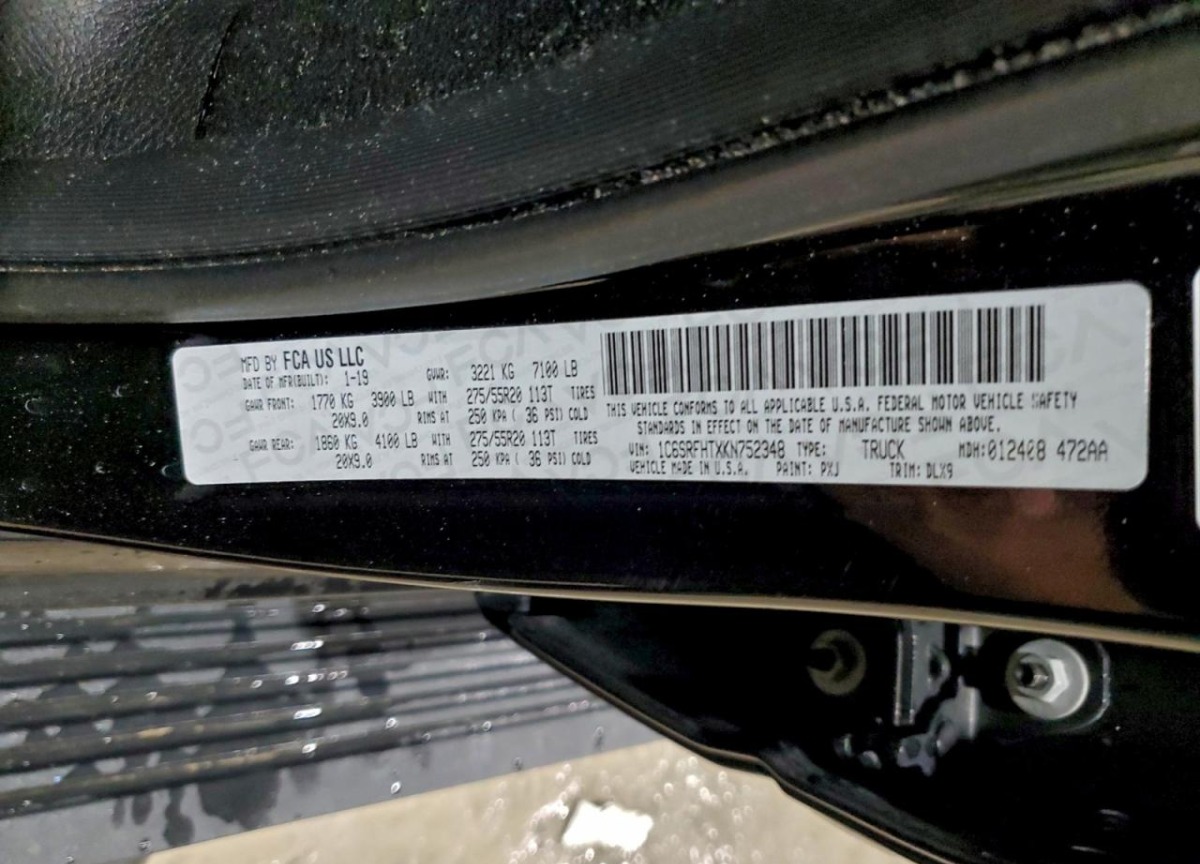 MFD BY FCA US LLC
DATE OF MFR(BUILT): 1-19 GVWR: 3221 KG 7100 LB
GAWR FRONT: 1770 KG 3900 LB WITH 275/55R20 113T TIRES
20X9.0 RIMS AT 250 KPA ( 36 PSI) COLD
GAWR REAR: 1860 KG 4100 LB WITH 275/55R20 113T TIRES
20X9.0 RIMS AT 250 KPA ( 36 PSI) COLD
THIS VEHICLE CONFORMS TO ALL APPLICABLE U.S.A. FEDERAL MOTOR VEHICLE SAFETY
STANDARDS IN EFFECT ON THE DATE OF MANUFACTURE SHOWN ABOVE.
VIN: 1C6SRFHTXKN752348 TYPE: TRUCK MDH:012408 472AA
VEHICLE MADE IN U.S.A. PAINT: PXJ TRIM: DLX9